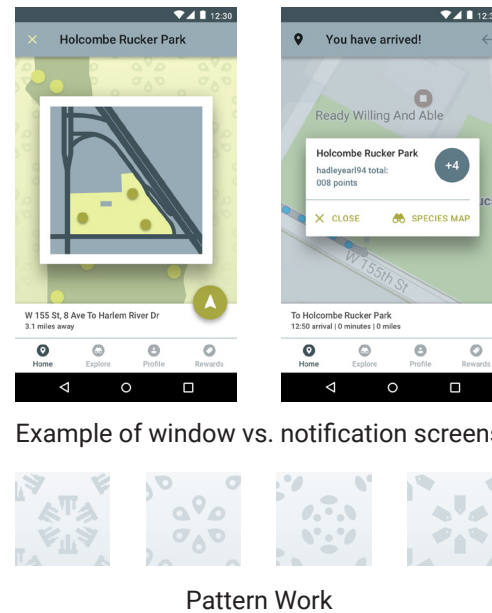 12:30
Holcombe Rucker Park
W 155 St, 8 Ave To Harlem River Dr
3.1 miles away
Home Explore Profile Rewards
You have arrived!
Ready Willing And Able
Holcombe Rucker Park
hadleyearl94 total:
008 points
+4
CLOSE SPECIES MAP
W 155th St
To Holcombe Rucker Park
12:50 arrival | 0 minutes | 0 miles
Home Explore Profile Rewards
Example of window vs. notification screens
Pattern Work